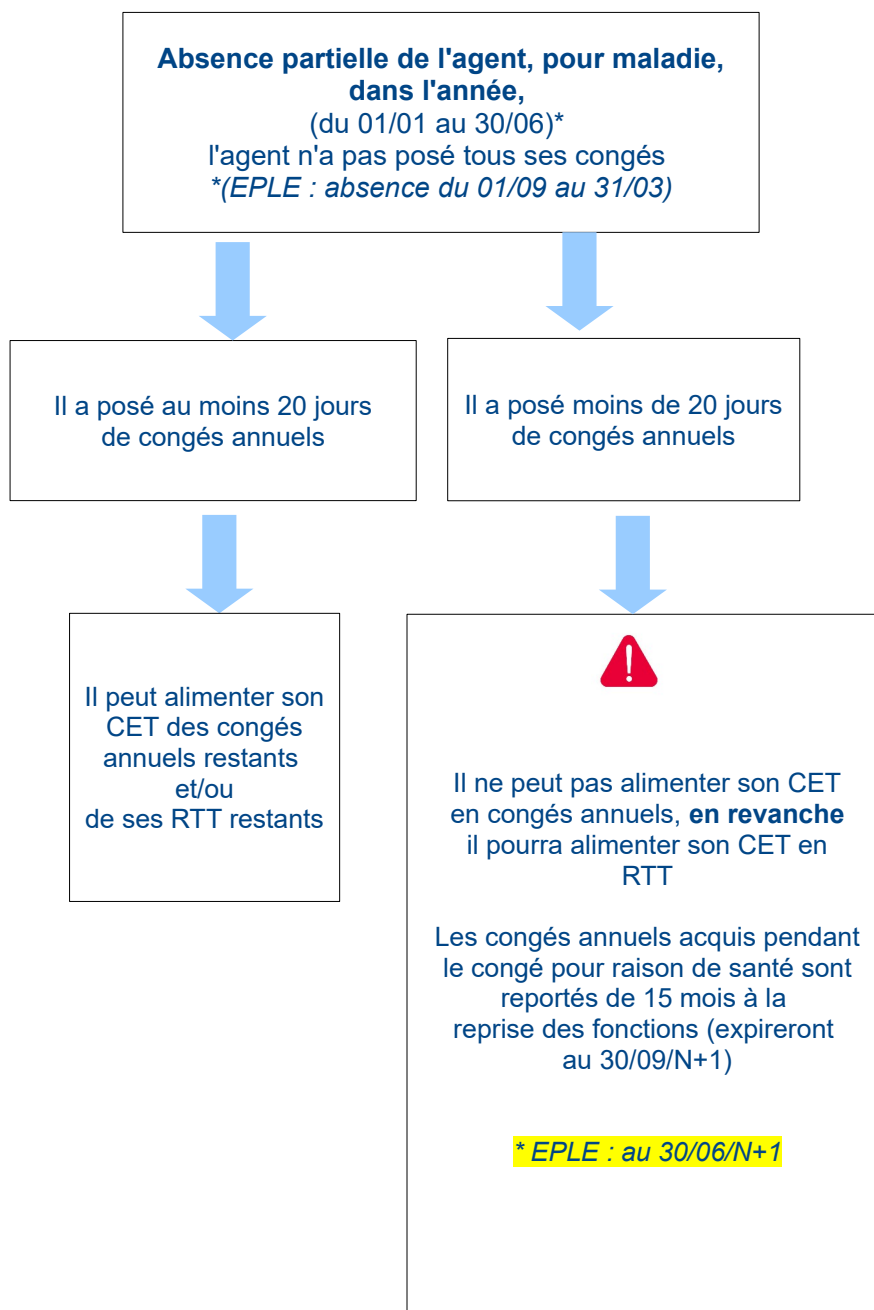 Absence partielle de l'agent, pour maladie,
dans l'année,
(du 01/01 au 30/06)*
l'agent n'a pas posé tous ses congés
*(EPLE : absence du 01/09 au 31/03)
Il a posé au moins 20 jours
de congés annuels
Il a posé moins de 20 jours
de congés annuels
Il peut alimenter son
CET des congés
annuels restants
et/ou
de ses RTT restants
Il ne peut pas alimenter son CET
en congés annuels, en revanche
il pourra alimenter son CET en
RTT
Les congés annuels acquis pendant
le congé pour raison de santé sont
reportés de 15 mois à la
reprise des fonctions (expireront
au 30/09/N+1)
* EPLE : au 30/06/N+1